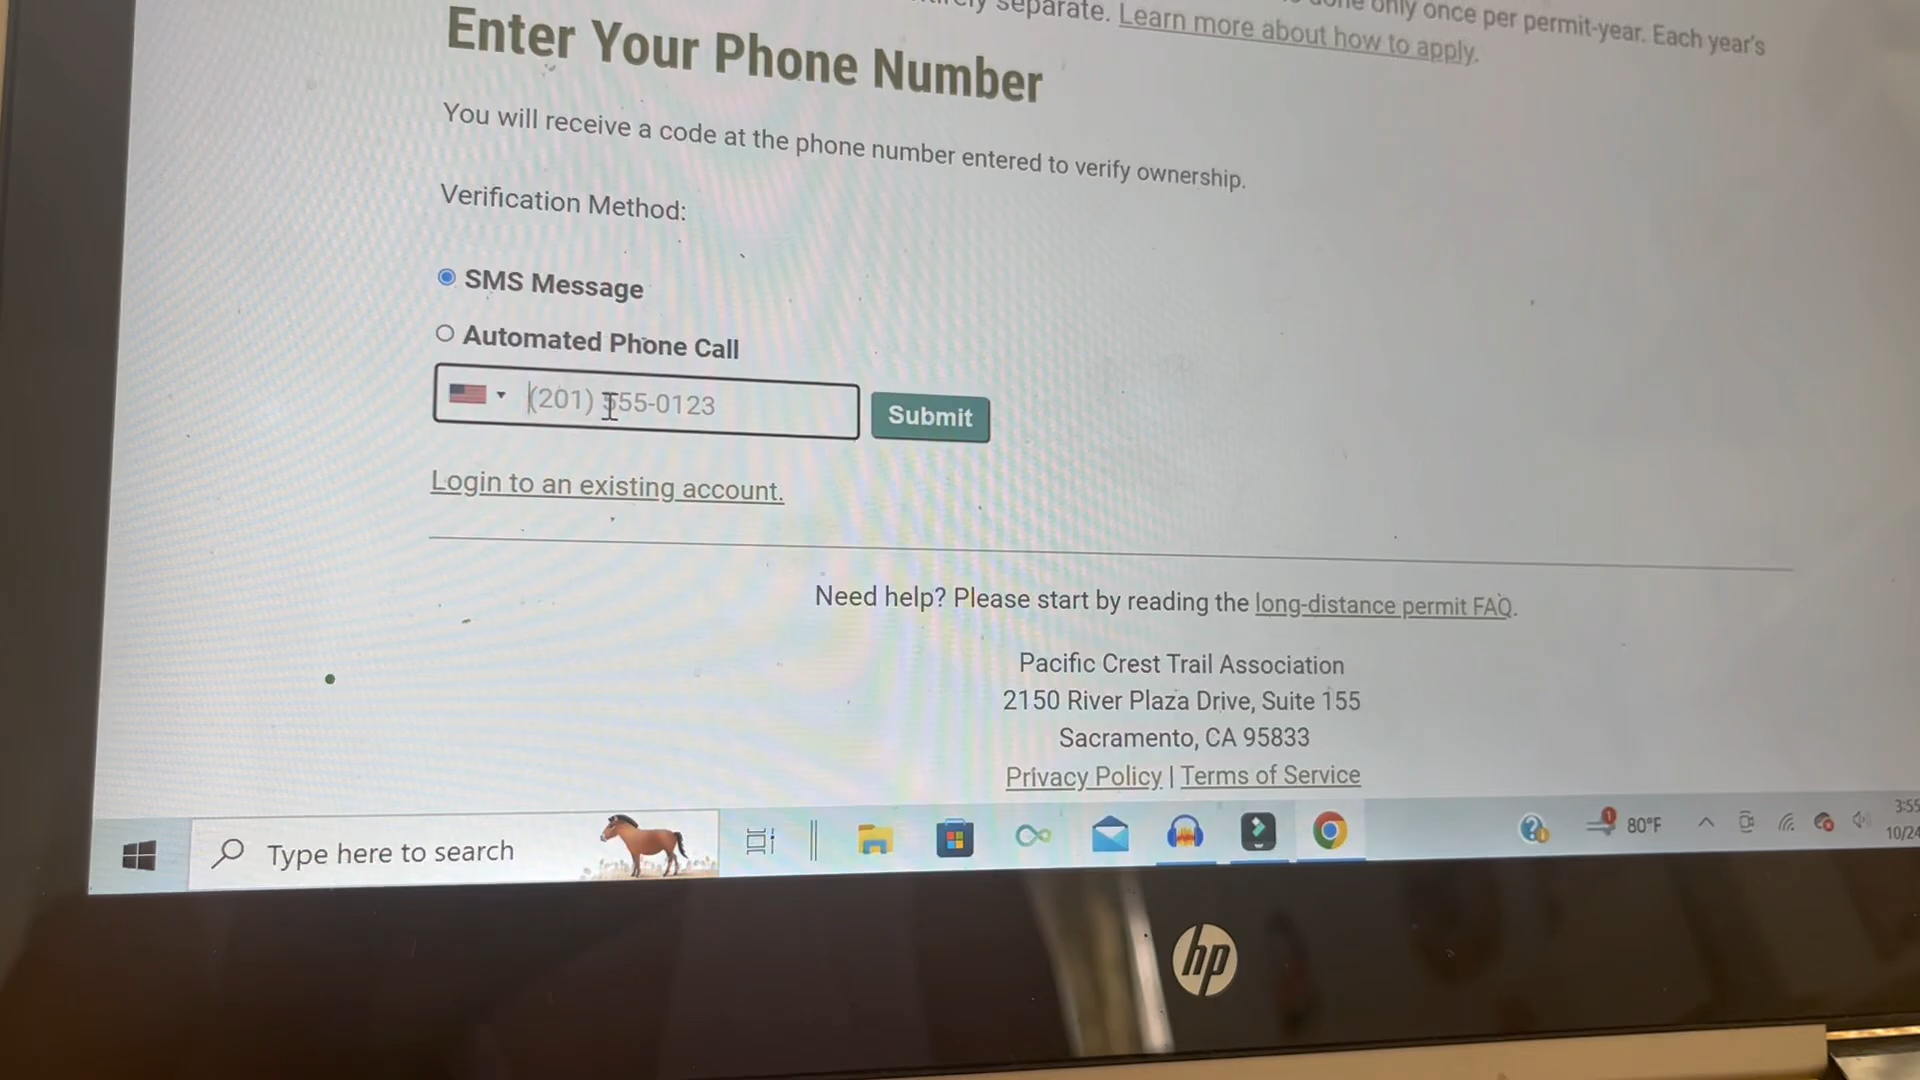 separate. Learn more about how to apply.
only once per permit-year. Each year's
Enter Your Phone Number
You will receive a code at the phone number entered to verify ownership.
Verification Method:
SMS Message
Automated Phone Call
(201) 555-0123
Submit
Login to an existing account.
Need help? Please start by reading the long-distance permit FAQ.
Pacific Crest Trail Association
2150 River Plaza Drive, Suite 155
Sacramento, CA 95833
Privacy Policy | Terms of Service
Type here to search
80°F
3:55
10/24
hp